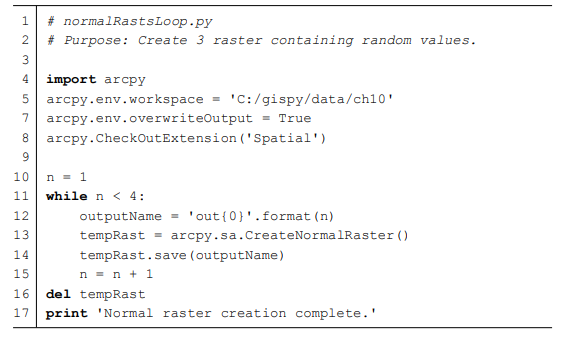 1 # normalRastsLoop.py
2 # Purpose: Create 3 raster containing random values.
3
4 import arcpy
5 arcpy.env.workspace = 'C:/gispy/data/ch10'
7 arcpy.env.overwriteOutput = True
8 arcpy.CheckOutExtension('Spatial')
9
10 n = 1
11 while n < 4:
12     outputName = 'out{0}'.format(n)
13     tempRast = arcpy.sa.CreateNormalRaster()
14     tempRast.save(outputName)
15     n = n + 1
16 del tempRast
17 print 'Normal raster creation complete.'